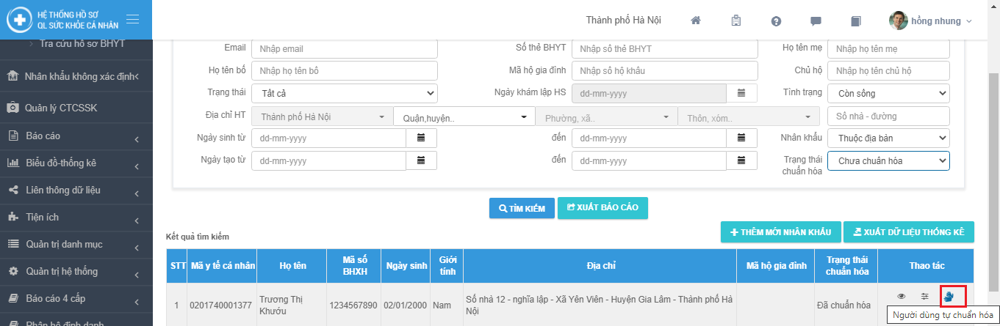 HỆ THỐNG HỒ SƠ
QL SỨC KHỎE CÁ NHÂN
Thành phố Hà Nội
hồng nhung
Tra cứu hồ sơ BHYT
Nhân khẩu không xác định
Quản lý CTCSSK
Báo cáo
Biểu đồ-thống kê
Liên thông dữ liệu
Tiện ích
Quản trị danh mục
Quản trị hệ thống
Báo cáo 4 cấp
Phân hệ định danh
Email Nhập email Số thẻ BHYT Nhập số thẻ BHYT Họ tên mẹ Nhập họ tên mẹ
Họ tên bố Nhập họ tên bố Mã hộ gia đình Nhập số hộ khẩu Chủ hộ Nhập họ tên chủ hộ
Trạng thái Tất cả Ngày khám lập HS dd-mm-yyyy Tình trạng Còn sống
Địa chỉ HT Thành phố Hà Nội Quận,huyện.. Phường, xã.. Thôn, xóm.. Số nhà - đường
Ngày sinh từ dd-mm-yyyy đến dd-mm-yyyy Nhân khẩu Thuộc địa bàn
Ngày tạo từ dd-mm-yyyy đến dd-mm-yyyy Trạng thái chuẩn hóa Chưa chuẩn hóa
TÌM KIẾM XUẤT BÁO CÁO
Kết quả tìm kiếm THÊM MỚI NHÂN KHẨU XUẤT DỮ LIỆU THỐNG KÊ
STT Mã y tế cá nhân Họ tên Mã số BHXH Ngày sinh Giới tính Địa chỉ Mã hộ gia đình Trạng thái chuẩn hóa Thao tác
1 0201740001377 Trương Thị Khướu 1234567890 02/01/2000 Nam Số nhà 12 - nghĩa lập - Xã Yên Viên - Huyện Gia Lâm - Thành phố Hà Nội Đã chuẩn hóa
Người dùng tự chuẩn hóa